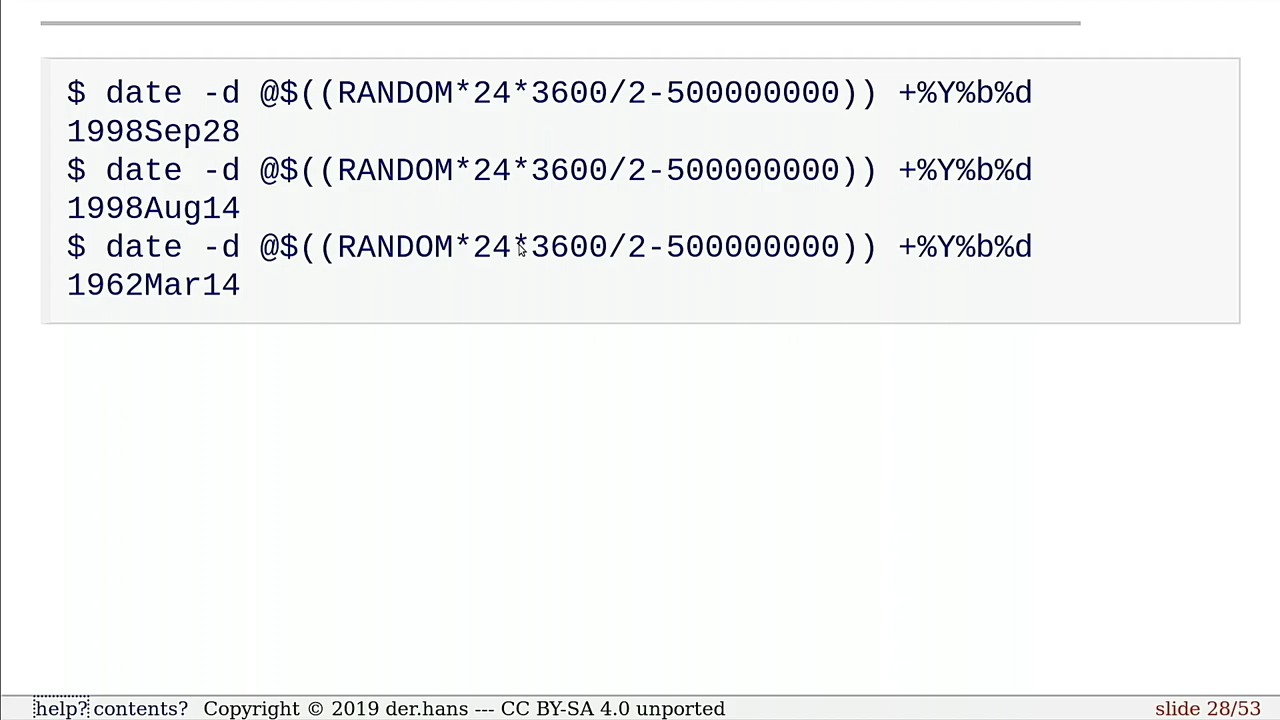 $ date -d @$((RANDOM*24*3600/2-500000000)) +%Y%b%d
1998Sep28
$ date -d @$((RANDOM*24*3600/2-500000000)) +%Y%b%d
1998Aug14
$ date -d @$((RANDOM*24*3600/2-500000000)) +%Y%b%d
1962Mar14
help? contents? Copyright © 2019 der.hans --- CC BY-SA 4.0 unported slide 28/53